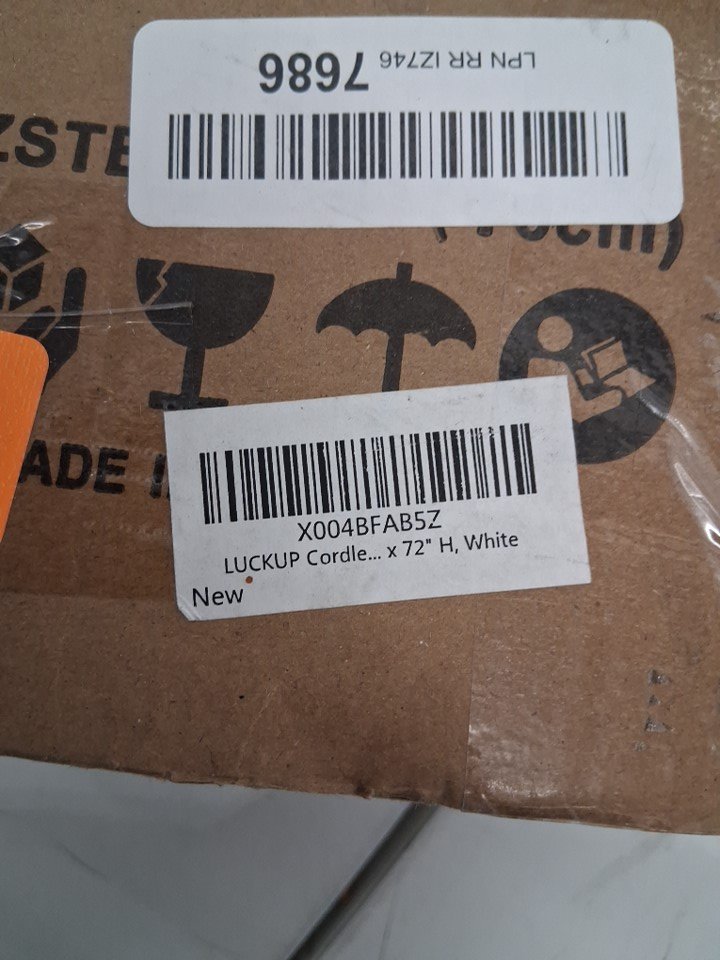 LPN RR IZ746 7686
ZSTE
ADE I
X004BFAB5Z
LUCKUP Cordle... x 72" H, White
New